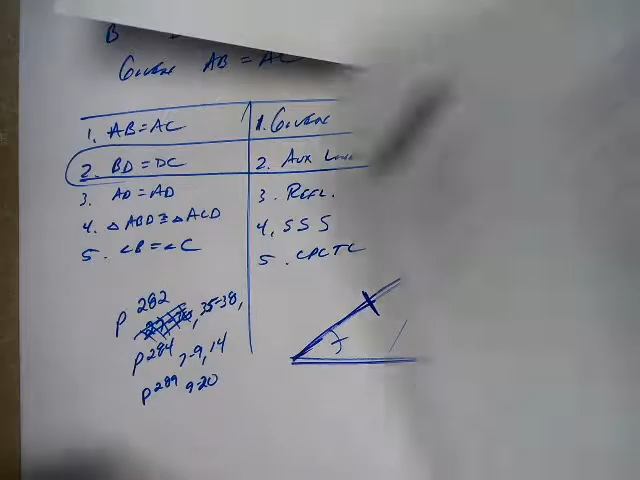 B
Given AB = AC
1. AB = AC 1. Given
2. BD = DC 2. Aux Line
3. AD = AD 3. Refl.
4. △ABD ≅ △ACD 4. SSS
5. ∠B = ∠C 5. CPCTC
p 282
, 35-38,
p 284 7-9, 14
p 289 9-20